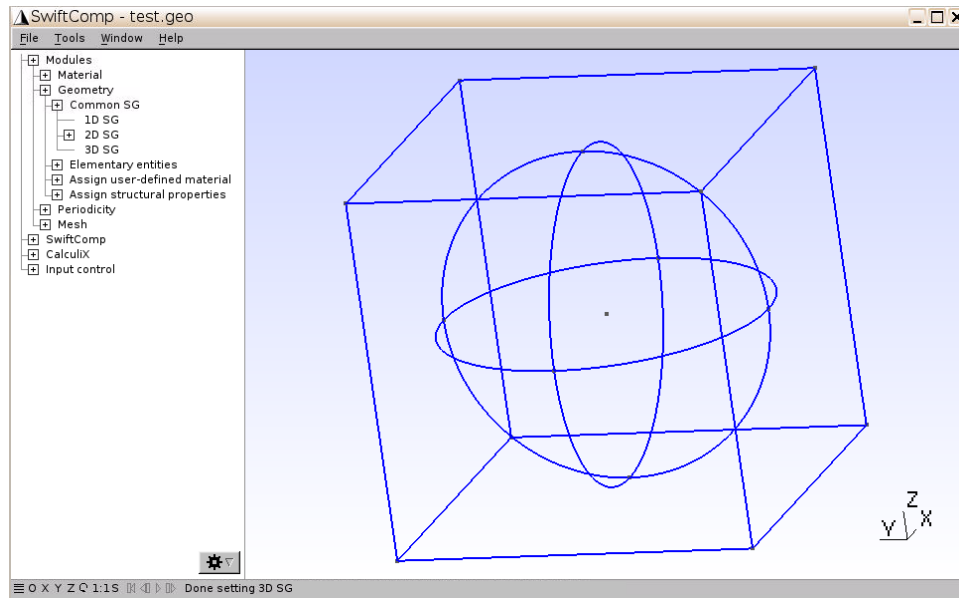 SwiftComp - test.geo
File Tools Window Help
Modules
Material
Geometry
Common SG
1D SG
2D SG
3D SG
Elementary entities
Assign user-defined material
Assign structural properties
Periodicity
Mesh
SwiftComp
CalculiX
Input control
Z
Y X
O X Y Z 1:1 S Done setting 3D SG